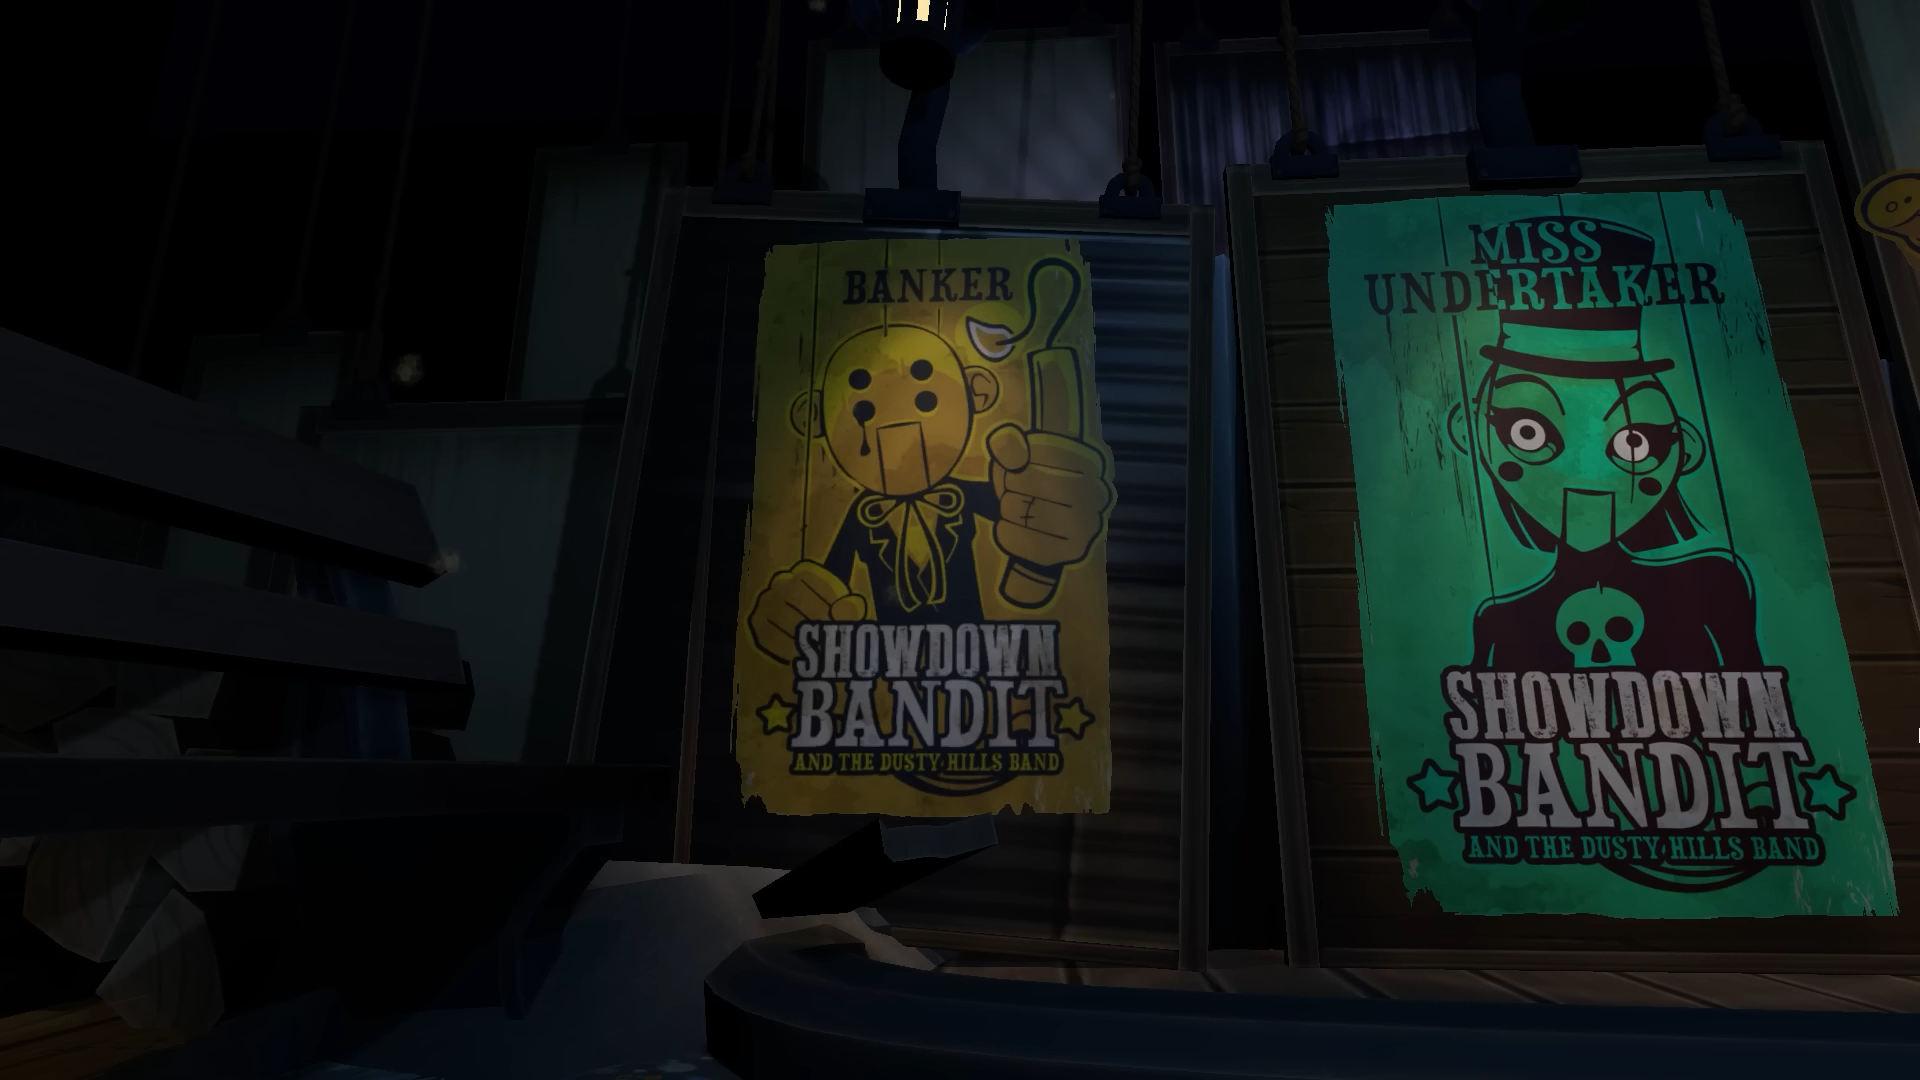 BANKER
SHOWDOWN
BANDIT
AND THE DUSTY HILLS BAND
MISS
UNDERTAKER
SHOWDOWN
BANDIT
AND THE DUSTY HILLS BAND